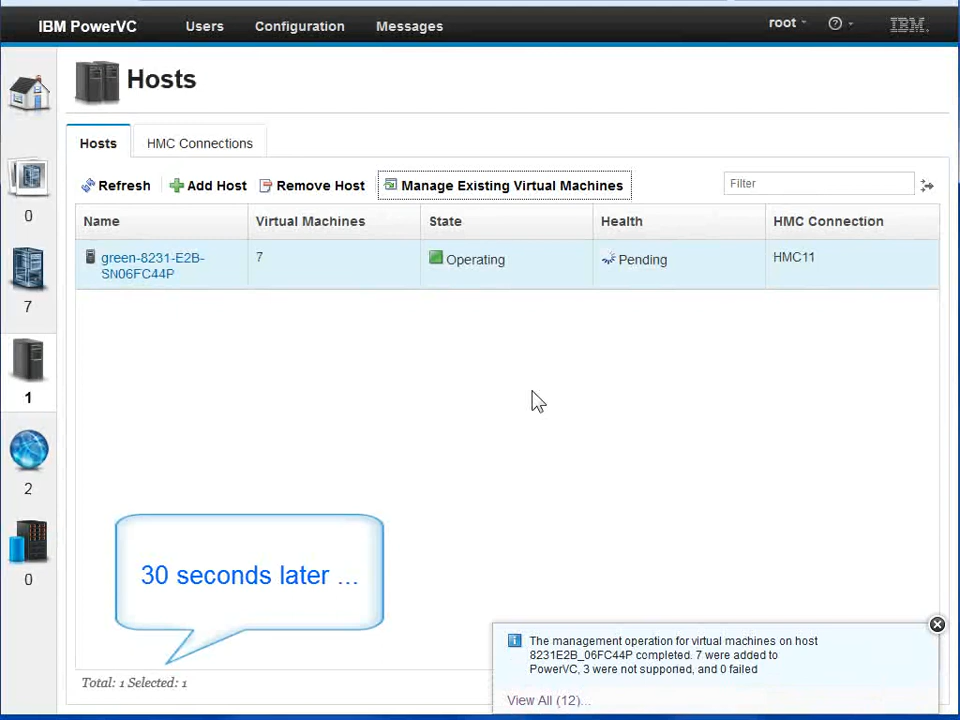 IBM PowerVC Users Configuration Messages root IBM.
Hosts
Hosts HMC Connections
Refresh Add Host Remove Host Manage Existing Virtual Machines Filter
Name Virtual Machines State Health HMC Connection
green-8231-E2B- 7 Operating Pending HMC11
SN06FC44P
0
7
1
2
0
30 seconds later ...
The management operation for virtual machines on host
8231E2B_06FC44P completed. 7 were added to
PowerVC, 3 were not supponed, and 0 failed
View All (12)...
Total: 1 Selected: 1